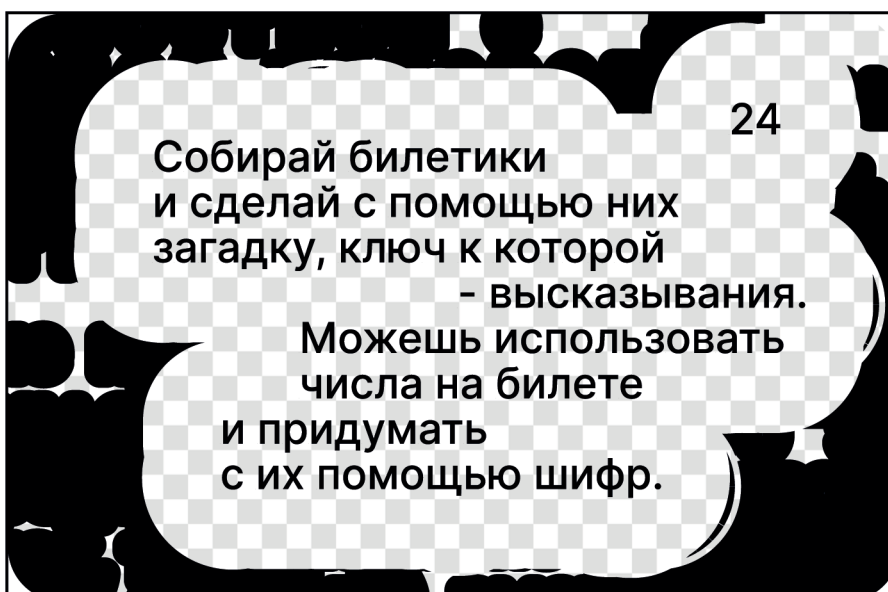 24
Собирай билетики
и сделай с помощью них
загадку, ключ к которой
- высказывания.
Можешь использовать
числа на билете
и придумать
с их помощью шифр.